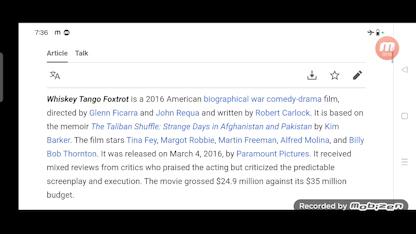 7:36 m
Article Talk
Whiskey Tango Foxtrot is a 2016 American biographical war comedy-drama film,
directed by Glenn Ficarra and John Requa and written by Robert Carlock. It is based on
the memoir The Taliban Shuffle: Strange Days in Afghanistan and Pakistan by Kim
Barker. The film stars Tina Fey, Margot Robbie, Martin Freeman, Alfred Molina, and Billy
Bob Thornton. It was released on March 4, 2016, by Paramount Pictures. It received
mixed reviews from critics who praised the acting but criticized the predictable
screenplay and execution. The movie grossed $24.9 million against its $35 million
budget.
Recorded by Mobizen